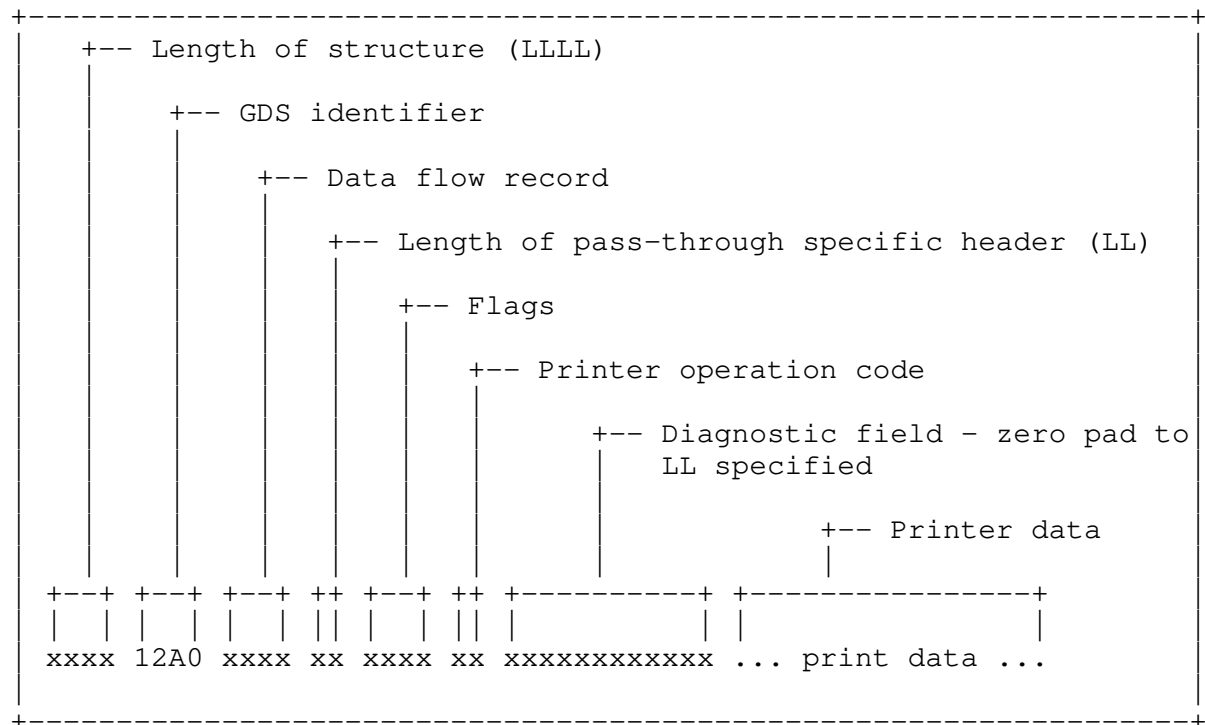 +-- Length of structure (LLLL)
+-- GDS identifier
+-- Data flow record
+-- Length of pass-through specific header (LL)
+-- Flags
+-- Printer operation code
+-- Diagnostic field - zero pad to
LL specified
+-- Printer data
xxxx 12A0 xxxx xx xxxx xx xxxxxxxxxxxx ... print data ...